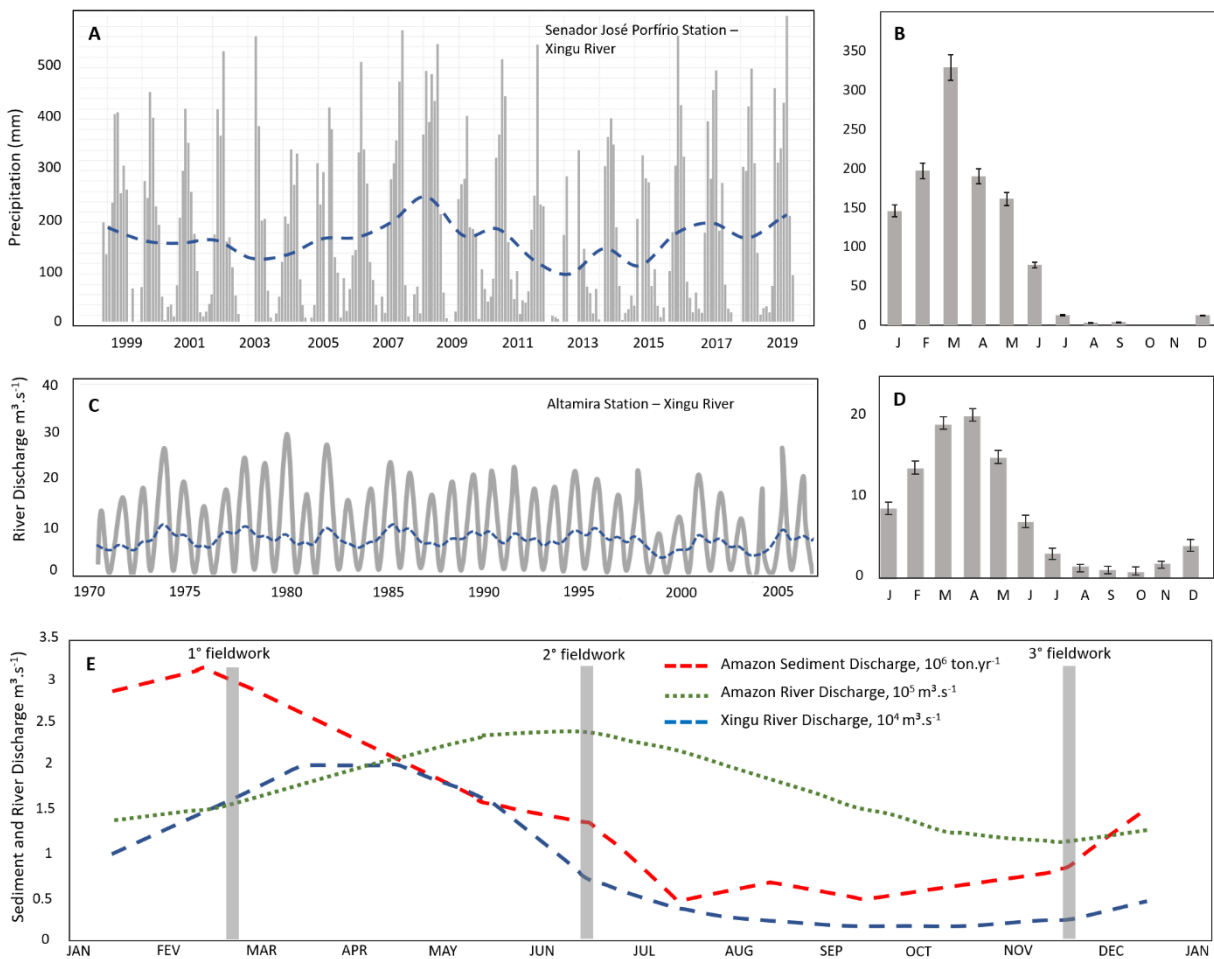 A
Senador José Porfírio Station –
Xingu River
Precipitation (mm)
500
400
300
200
100
0
1999 2001 2003 2005 2007 2009 2011 2013 2015 2017 2019
B
350
300
250
200
150
100
50
0
J F M A M J J A S O N D
C
Altamira Station – Xingu River
River Discharge m³.s⁻¹
40
30
20
10
0
1970 1975 1980 1985 1990 1995 2000 2005
D
20
10
0
J F M A M J J A S O N D
E
1° fieldwork 2° fieldwork 3° fieldwork
Amazon Sediment Discharge, 10⁶ ton.yr⁻¹
Amazon River Discharge, 10⁵ m³.s⁻¹
Xingu River Discharge, 10⁴ m³.s⁻¹
Sediment and River Discharge m³.s⁻¹)
3.5
3
2.5
2
1.5
1
0.5
0
JAN FEV MAR APR MAY JUN JUL AUG SEP OCT NOV DEC JAN